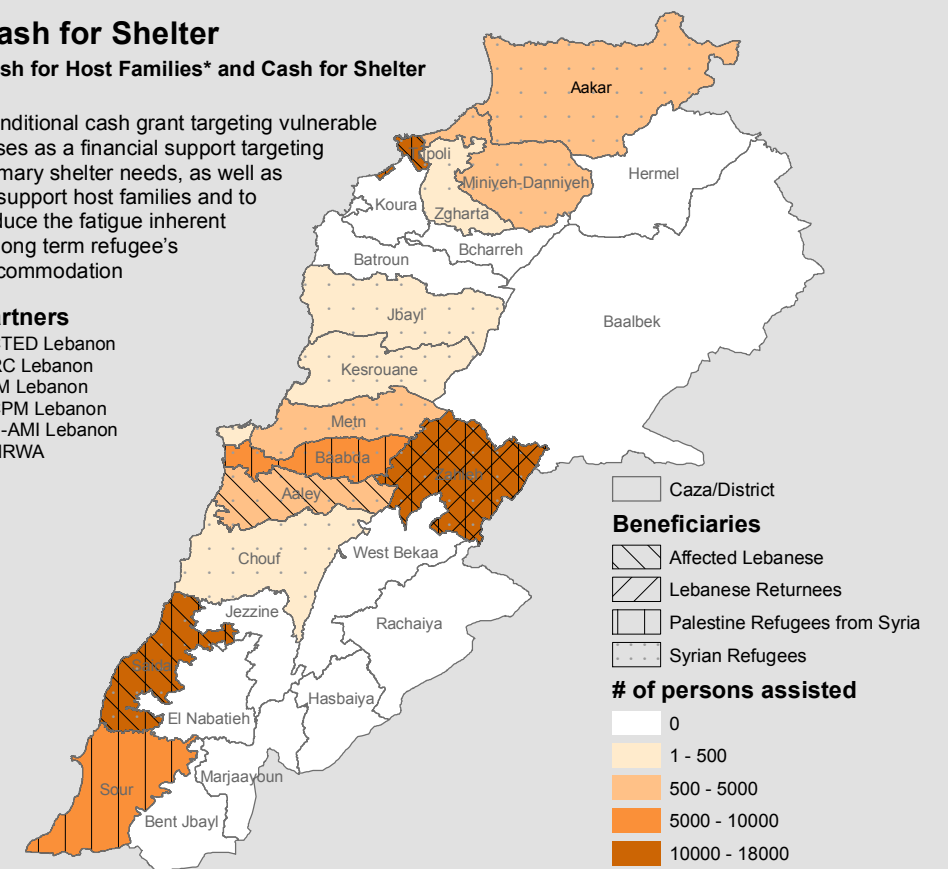 ash for Shelter
sh for Host Families* and Cash for Shelter
nditional cash grant targeting vulnerable
ses as a financial support targeting
mary shelter needs, as well as
support host families and to
duce the fatigue inherent
ong term refugee's
commodation
artners
TED Lebanon
RC Lebanon
M Lebanon
PM Lebanon
-AMI Lebanon
IRWA
Aakar
Tripoli
Hermel
Miniyeh-Danniyeh
Koura
Zgharta
Bcharreh
Batroun
Jbayl
Baalbek
Kesrouane
Metn
Baabda
Zahleh
Aaley
West Bekaa
Chouf
Jezzine
Rachaiya
Saida
Hasbaiya
El Nabatieh
Marjaayoun
Sour
Bent Jbayl
Caza/District
Beneficiaries
Affected Lebanese
Lebanese Returnees
Palestine Refugees from Syria
Syrian Refugees
# of persons assisted
0
1 - 500
500 - 5000
5000 - 10000
10000 - 18000